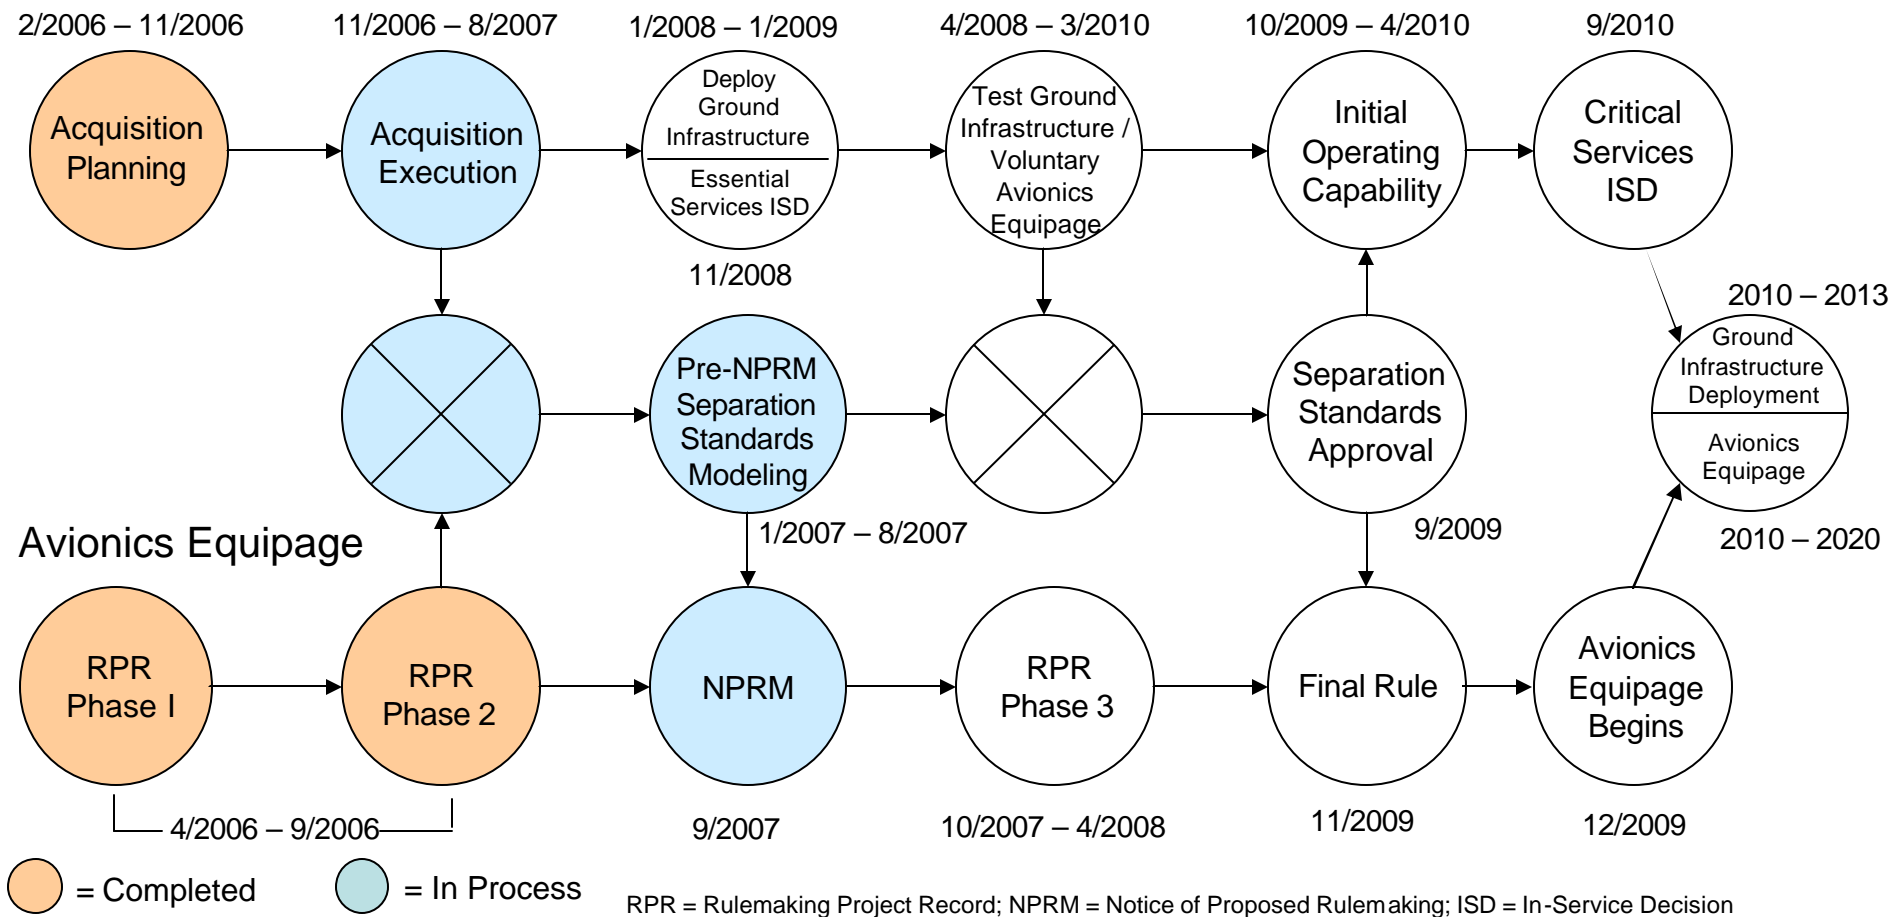 2/2006 – 11/2006
11/2006 – 8/2007
1/2008 – 1/2009
4/2008 – 3/2010
10/2009 – 4/2010
9/2010
Acquisition
Planning
Acquisition
Execution
Deploy
Ground
Infrastructure
Essential
Services ISD
Test Ground
Infrastructure /
Voluntary
Avionics
Equipage
Initial
Operating
Capability
Critical
Services
ISD
11/2008
2010 – 2013
Pre-NPRM
Separation
Standards
Modeling
Separation
Standards
Approval
Ground
Infrastructure
Deployment
Avionics
Equipage
1/2007 – 8/2007
9/2009
2010 – 2020
Avionics Equipage
RPR
Phase I
RPR
Phase 2
NPRM
RPR
Phase 3
Final Rule
Avionics
Equipage
Begins
4/2006 – 9/2006
9/2007
10/2007 – 4/2008
11/2009
12/2009
= Completed
= In Process
RPR = Rulemaking Project Record; NPRM = Notice of Proposed Rulemaking; ISD = In-Service Decision